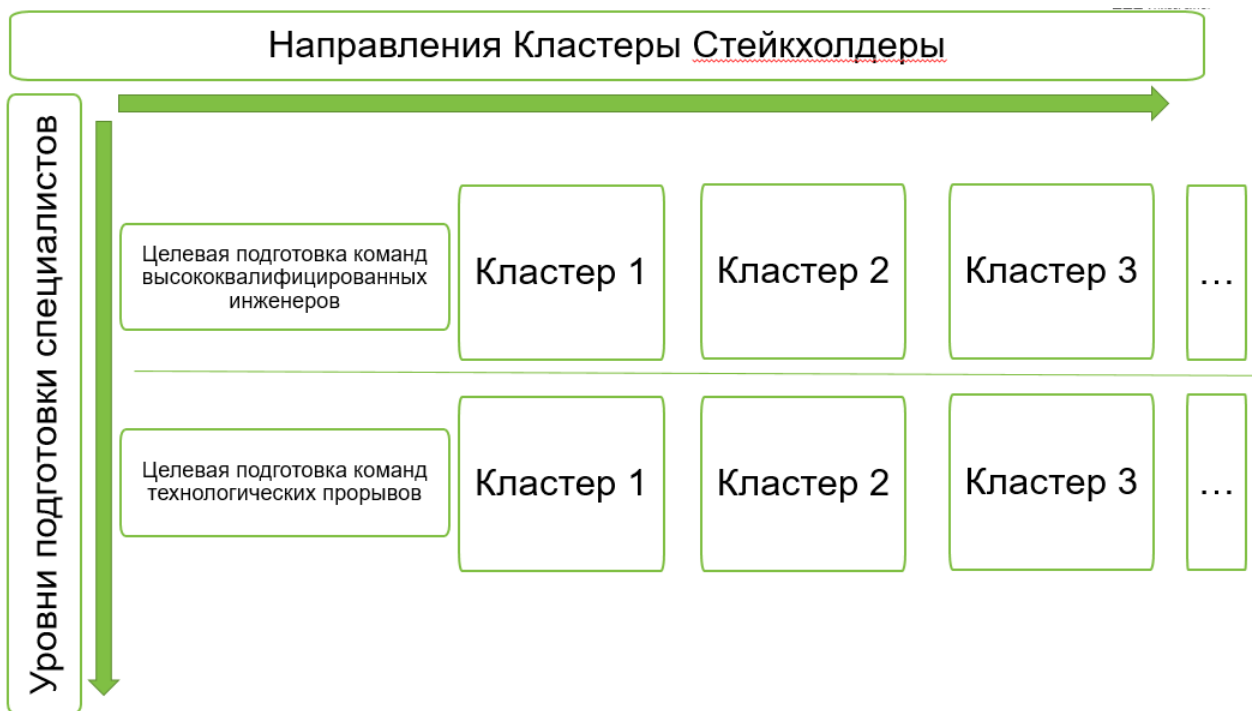 Направления Кластеры Стейкхолдеры
Уровни подготовки специалистов
Целевая подготовка команд
высококвалифицированных
инженеров
Кластер 1
Кластер 2
Кластер 3
...
Целевая подготовка команд
технологических прорывов
Кластер 1
Кластер 2
Кластер 3
...